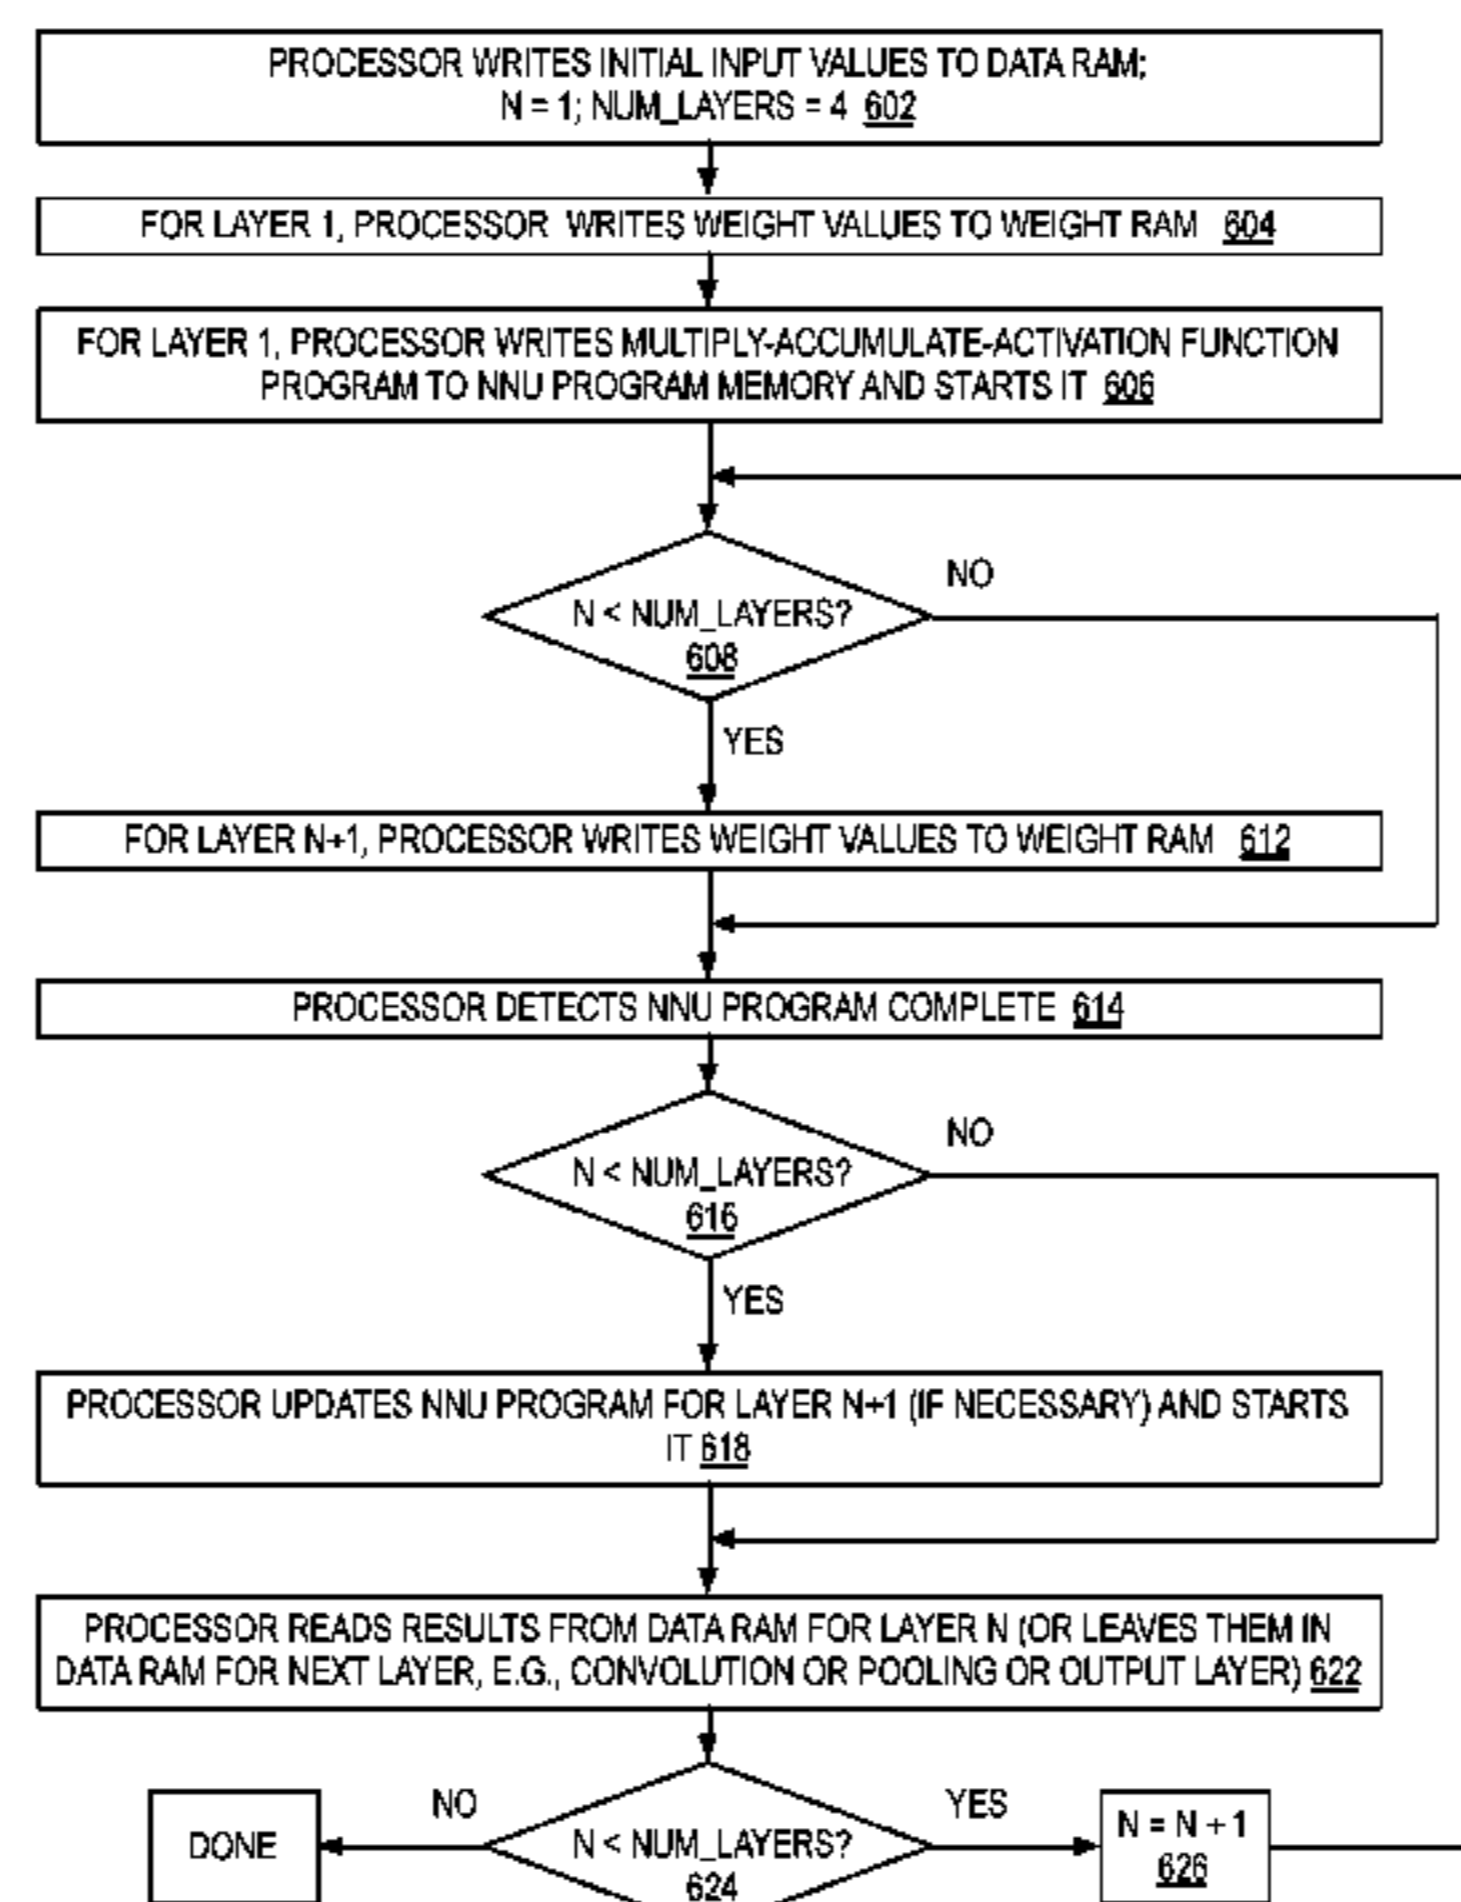 PROCESSOR WRITES INITIAL INPUT VALUES TO DATA RAM;
N = 1; NUM_LAYERS = 4 602
FOR LAYER 1, PROCESSOR WRITES WEIGHT VALUES TO WEIGHT RAM 604
FOR LAYER 1, PROCESSOR WRITES MULTIPLY-ACCUMULATE-ACTIVATION FUNCTION
PROGRAM TO NNU PROGRAM MEMORY AND STARTS IT 606
NO
N < NUM_LAYERS?
608
YES
FOR LAYER N+1, PROCESSOR WRITES WEIGHT VALUES TO WEIGHT RAM 612
PROCESSOR DETECTS NNU PROGRAM COMPLETE 614
NO
N < NUM_LAYERS?
616
YES
PROCESSOR UPDATES NNU PROGRAM FOR LAYER N+1 (IF NECESSARY) AND STARTS
IT 618
PROCESSOR READS RESULTS FROM DATA RAM FOR LAYER N (OR LEAVES THEM IN
DATA RAM FOR NEXT LAYER, E.G., CONVOLUTION OR POOLING OR OUTPUT LAYER) 622
NO
YES
DONE
N < NUM_LAYERS?
624
N = N + 1
626